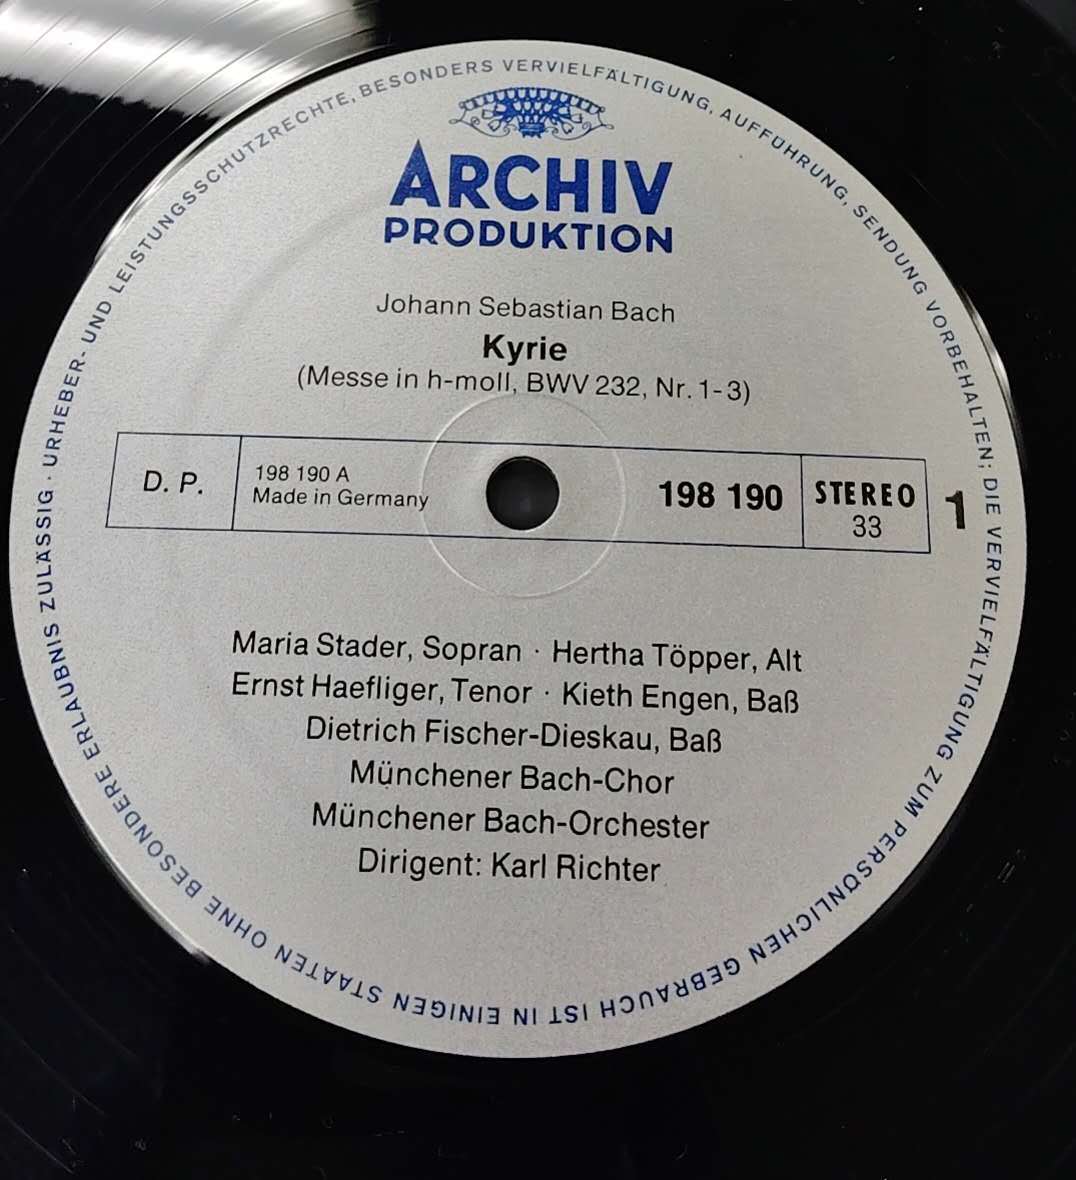 URHEBER- UND LEISTUNGSSCHUTZRECHTE, BESONDERS VERVIELFÄLTIGUNG, AUFFÜHRUNG, SENDUNG VORBEHALTEN; DIE VERVIELFÄLTIGUNG ZUM PERSÖNLICHEN GEBRAUCH IST IN EINIGEN STAATEN OHNE BESONDERE ERLAUBNIS ZULÄSSIG ·
ARCHIV
PRODUKTION
Johann Sebastian Bach
Kyrie
(Messe in h-moll, BWV 232, Nr. 1-3)
D. P.
198 190 A
Made in Germany
198 190
STEREO
33
1
Maria Stader, Sopran · Hertha Töpper, Alt
Ernst Haefliger, Tenor · Kieth Engen, Baß
Dietrich Fischer-Dieskau, Baß
Münchener Bach-Chor
Münchener Bach-Orchester
Dirigent: Karl Richter